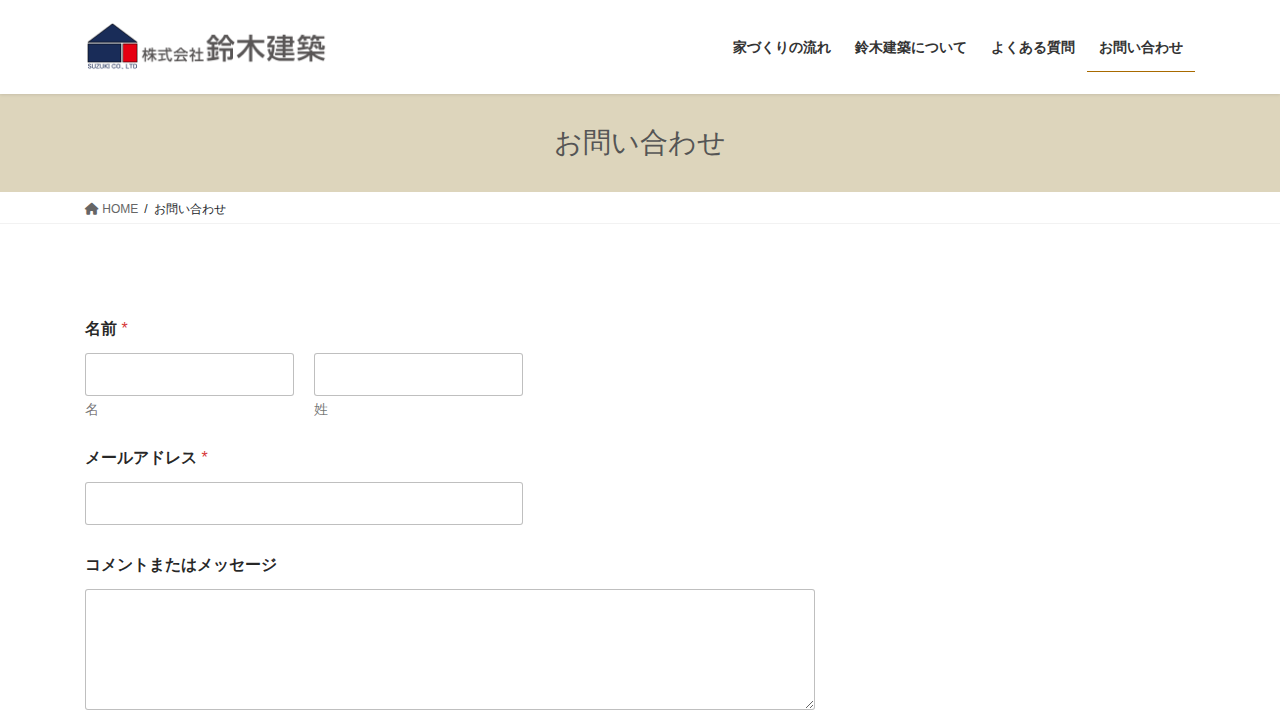 株式会社鈴木建築
SUZUKI CO., LTD
家づくりの流れ 鈴木建築について よくある質問 お問い合わせ
お問い合わせ
HOME / お問い合わせ
名前 *
名 姓
メールアドレス *
コメントまたはメッセージ